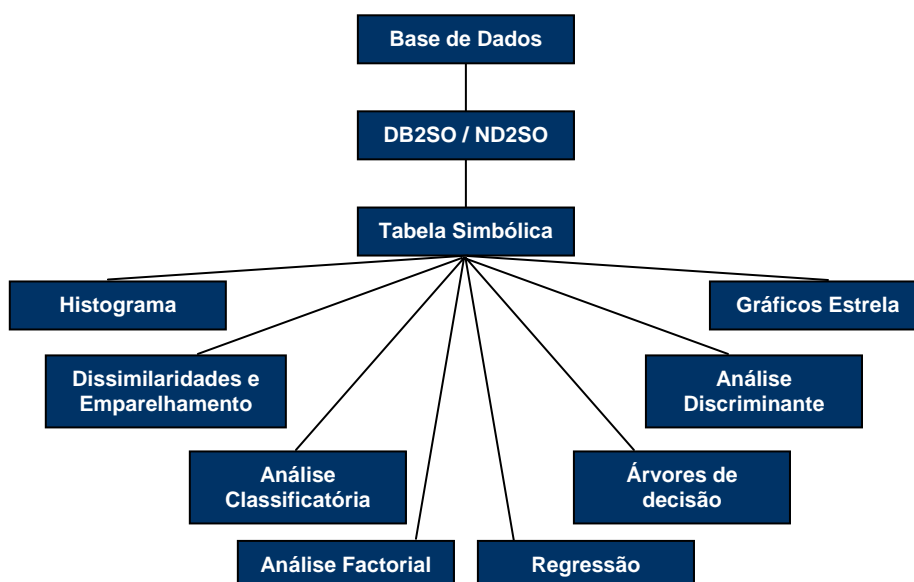 Base de Dados
DB2SO / ND2SO
Tabela Simbólica
Histograma
Gráficos Estrela
Dissimilaridades e
Emparelhamento
Análise
Discriminante
Análise
Classificatória
Árvores de
decisão
Análise Factorial
Regressão